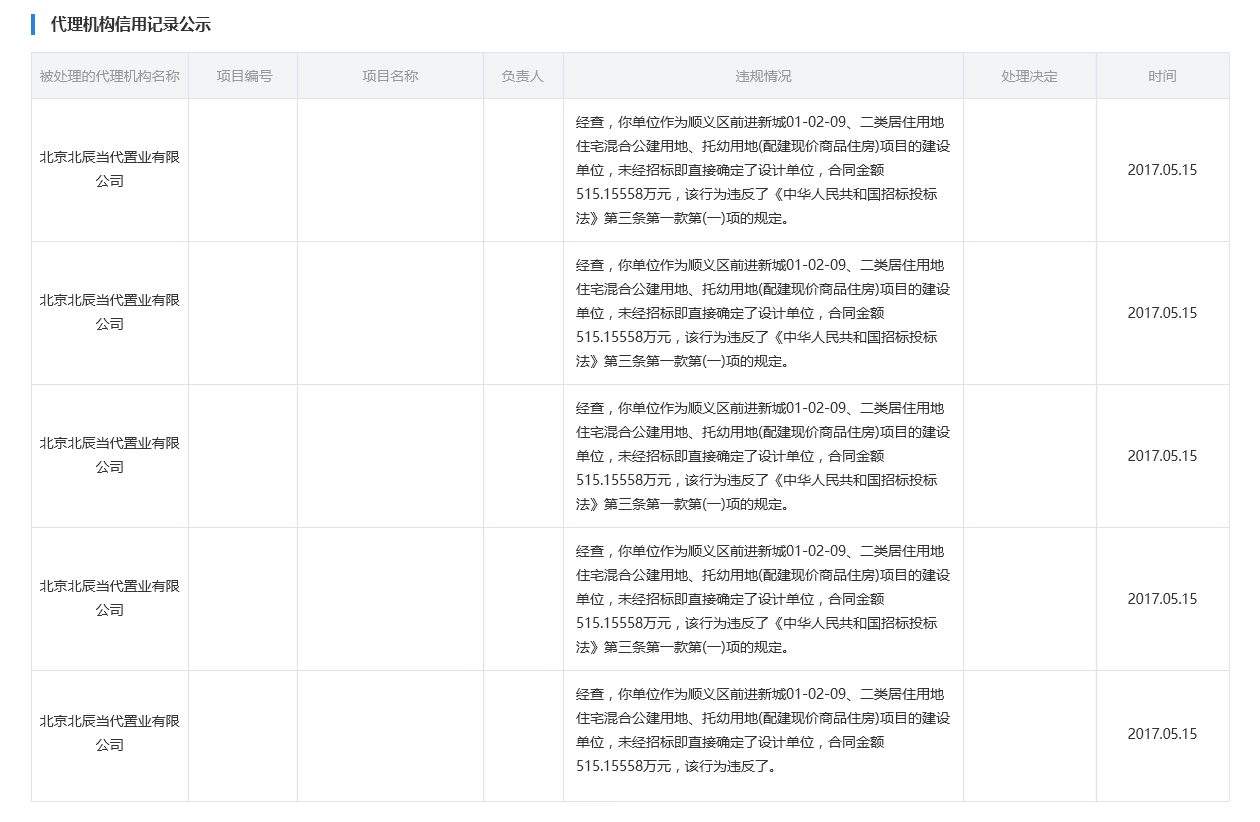 代理机构信用记录公示
被处理的代理机构名称 项目编号 项目名称 负责人 违规情况 处理决定 时间
北京北辰当代置业有限
公司
经查，你单位作为顺义区前进新城01-02-09、二类居住用地
住宅混合公建用地、托幼用地(配建现价商品住房)项目的建设
单位，未经招标即直接确定了设计单位，合同金额
515.15558万元，该行为违反了《中华人民共和国招标投标
法》第三条第一款第(一)项的规定。
2017.05.15
北京北辰当代置业有限
公司
经查，你单位作为顺义区前进新城01-02-09、二类居住用地
住宅混合公建用地、托幼用地(配建现价商品住房)项目的建设
单位，未经招标即直接确定了设计单位，合同金额
515.15558万元，该行为违反了《中华人民共和国招标投标
法》第三条第一款第(一)项的规定。
2017.05.15
北京北辰当代置业有限
公司
经查，你单位作为顺义区前进新城01-02-09、二类居住用地
住宅混合公建用地、托幼用地(配建现价商品住房)项目的建设
单位，未经招标即直接确定了设计单位，合同金额
515.15558万元，该行为违反了《中华人民共和国招标投标
法》第三条第一款第(一)项的规定。
2017.05.15
北京北辰当代置业有限
公司
经查，你单位作为顺义区前进新城01-02-09、二类居住用地
住宅混合公建用地、托幼用地(配建现价商品住房)项目的建设
单位，未经招标即直接确定了设计单位，合同金额
515.15558万元，该行为违反了《中华人民共和国招标投标
法》第三条第一款第(一)项的规定。
2017.05.15
北京北辰当代置业有限
公司
经查，你单位作为顺义区前进新城01-02-09、二类居住用地
住宅混合公建用地、托幼用地(配建现价商品住房)项目的建设
单位，未经招标即直接确定了设计单位，合同金额
515.15558万元，该行为违反了。
2017.05.15